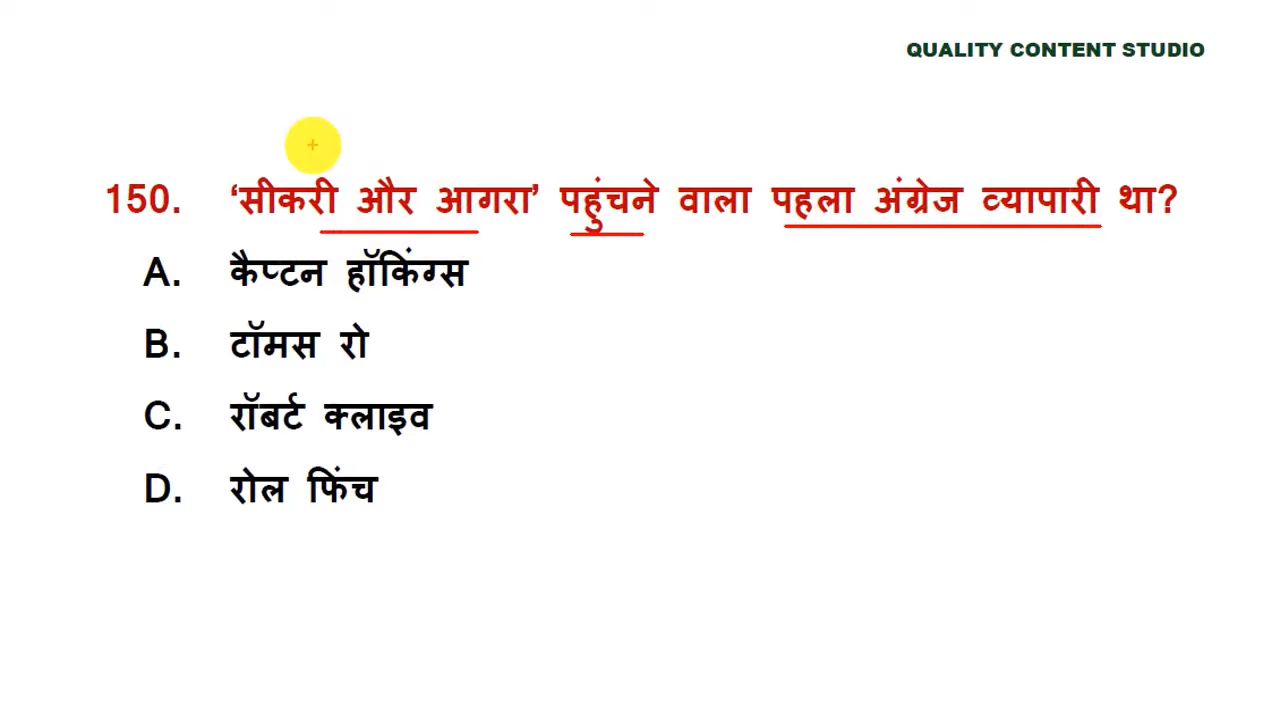 QUALITY CONTENT STUDIO
150. ‘सीकरी और आगरा’ पहुंचने वाला पहला अंग्रेज व्यापारी था?
A. कैप्टन हॉकिंग्स
B. टॉमस रो
C. रॉबर्ट क्लाइव
D. रोल फिंच